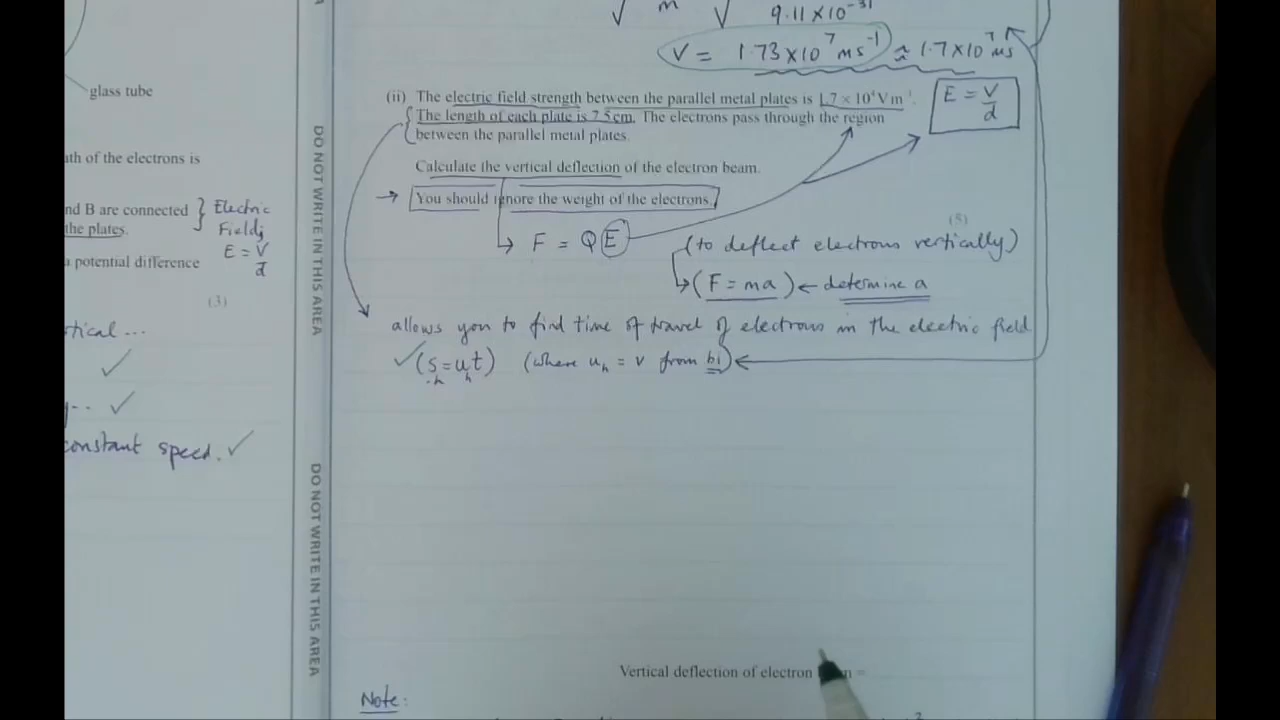 √ m √ 9.11×10⁻³¹
V = 1.73×10⁷ ms⁻¹ ≈ 1.7×10⁷ ms
glass tube
(ii) The electric field strength between the parallel metal plates is 1.7 × 10⁴ V m⁻¹.
E = V/d
The length of each plate is 7.5 cm. The electrons pass through the region
between the parallel metal plates.
ath of the electrons is
Calculate the vertical deflection of the electron beam.
→ You should ignore the weight of the electrons.
nd B are connected } Electric
the plates. Field,
E = V/d
a potential difference
(3)
(5)
F = QE (to deflect electrons vertically)
(F = ma) ← determine a
allows you to find time of travel of electrons in the electric field
✓ (s_h = u_h t) (where u_h = v from bi)
rtical ...
✓
y.. ✓
constant speed. ✓
DO NOT WRITE IN THIS AREA
DO NOT WRITE IN THIS AREA
Vertical deflection of electron =
Note: